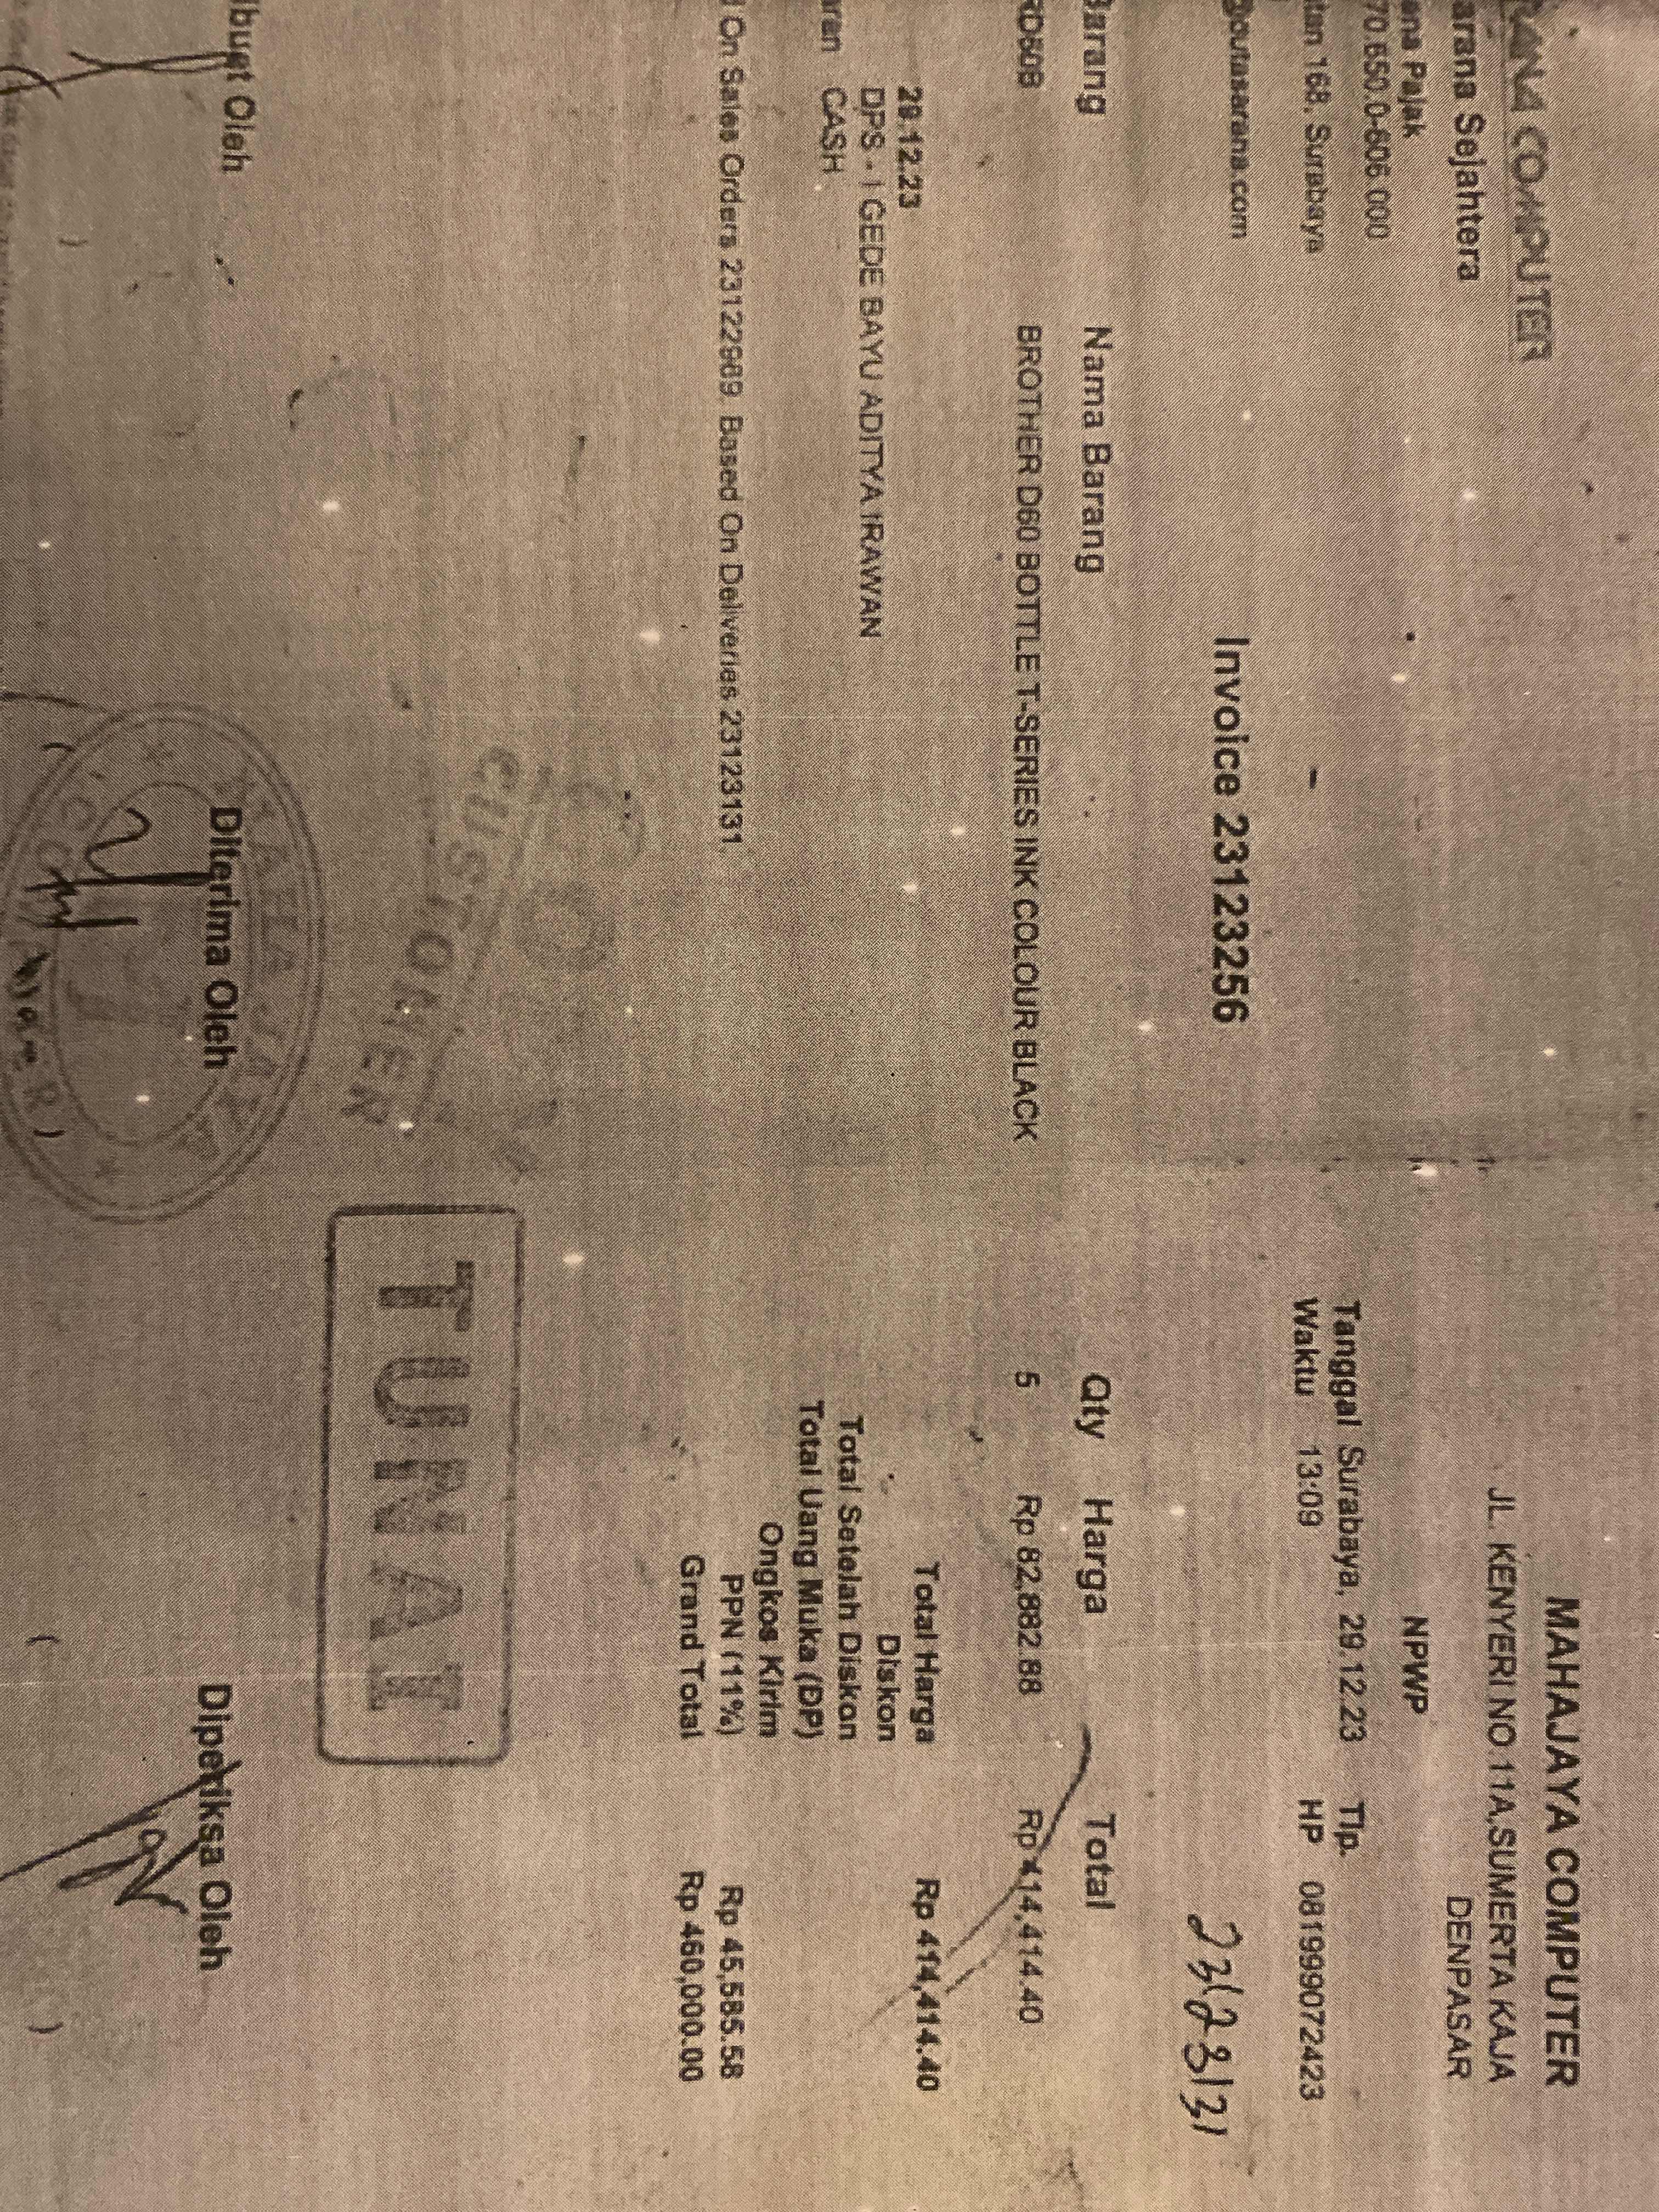 COMPUTER
MAHAJAYA COMPUTER
arana Sejahtera
JL. KENYERI NO.11A,SUMERTA KAJA
DENPASAR
ena Pajak
NPWP
70.650.0-606.000
Tanggal Surabaya, 29.12.23 Tlp.
168, Surabaya
Waktu 13:09 HP 081999072423
-
Invoice 23123256
23123131
Barang Nama Barang Qty Harga Total
BROTHER D60 BOTTLE T-SERIES INK COLOUR BLACK 5 Rp 82,882.88 Rp 414,414.40
29.12.23
Total Harga Rp 414,414.40
DPS - I GEDE BAYU ADITYA IRAWAN
Diskon
aran CASH
Total Setelah Diskon
Total Uang Muka (DP)
Ongkos Kirim
On Sales Orders 23122989. Based On Deliveries 23123131.
PPN (11%) Rp 45,585.58
Grand Total Rp 460,000.00
CUSTOMER
TUNAI
ibuat Oleh Diterima Oleh Diperiksa Oleh
MAHAJAYA
) ( ) ( )